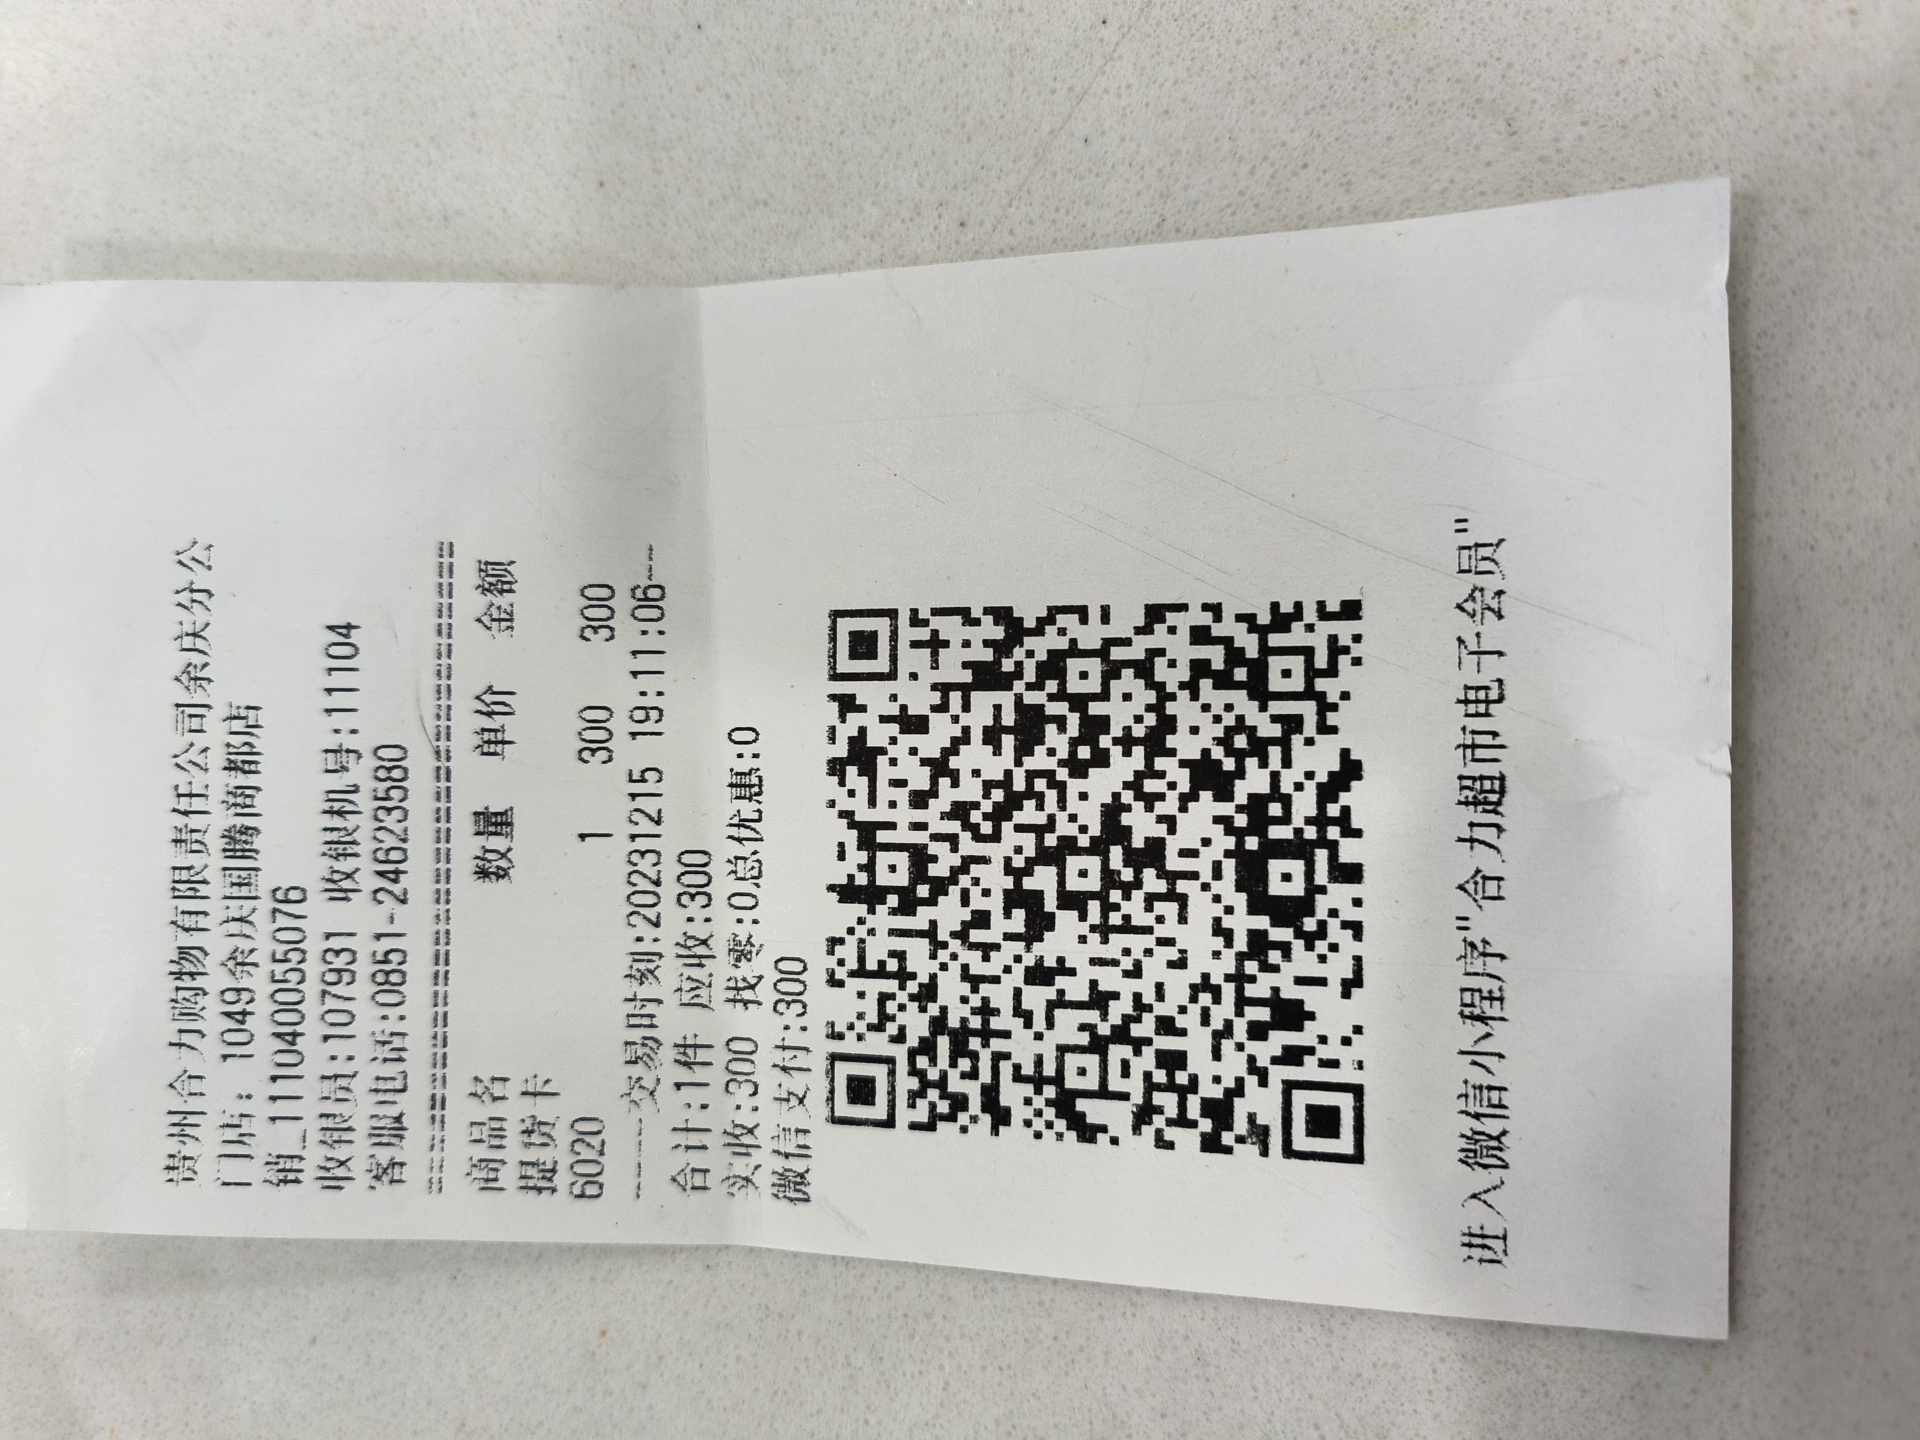 贵州合力购物有限责任公司余庆分公
门店: 1049余庆国腾商都店
销_1110400055076
收银员:107931 收银机号:11104
客服电话:0851-24623580
商品名 数量 单价 金额
提货卡
6020 1 300 300
-----交易时刻:20231215 19:11:06---
合计:1件 应收:300
实收:300 找零:0总优惠:0
微信支付:300
进入微信小程序"合力超市电子会员"